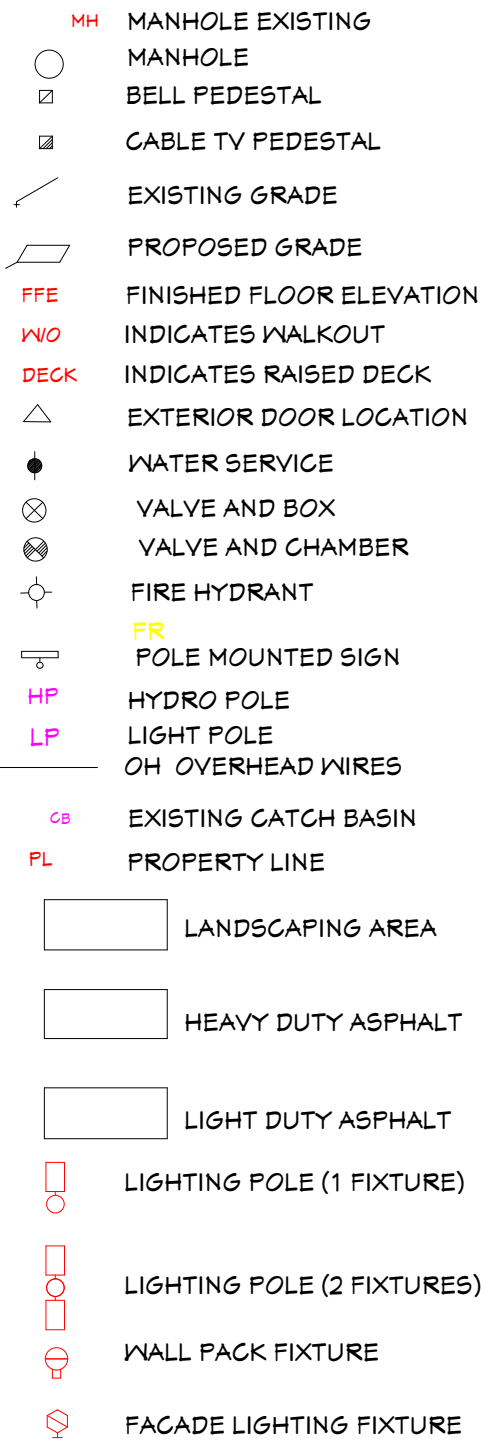 MH MANHOLE EXISTING
MANHOLE
BELL PEDESTAL
CABLE TV PEDESTAL
EXISTING GRADE
PROPOSED GRADE
FFE FINISHED FLOOR ELEVATION
W/O INDICATES WALKOUT
DECK INDICATES RAISED DECK
EXTERIOR DOOR LOCATION
WATER SERVICE
VALVE AND BOX
VALVE AND CHAMBER
FIRE HYDRANT
FR
POLE MOUNTED SIGN
HP HYDRO POLE
LP LIGHT POLE
OH OVERHEAD WIRES
CB EXISTING CATCH BASIN
PL PROPERTY LINE
LANDSCAPING AREA
HEAVY DUTY ASPHALT
LIGHT DUTY ASPHALT
LIGHTING POLE (1 FIXTURE)
LIGHTING POLE (2 FIXTURES)
WALL PACK FIXTURE
FACADE LIGHTING FIXTURE